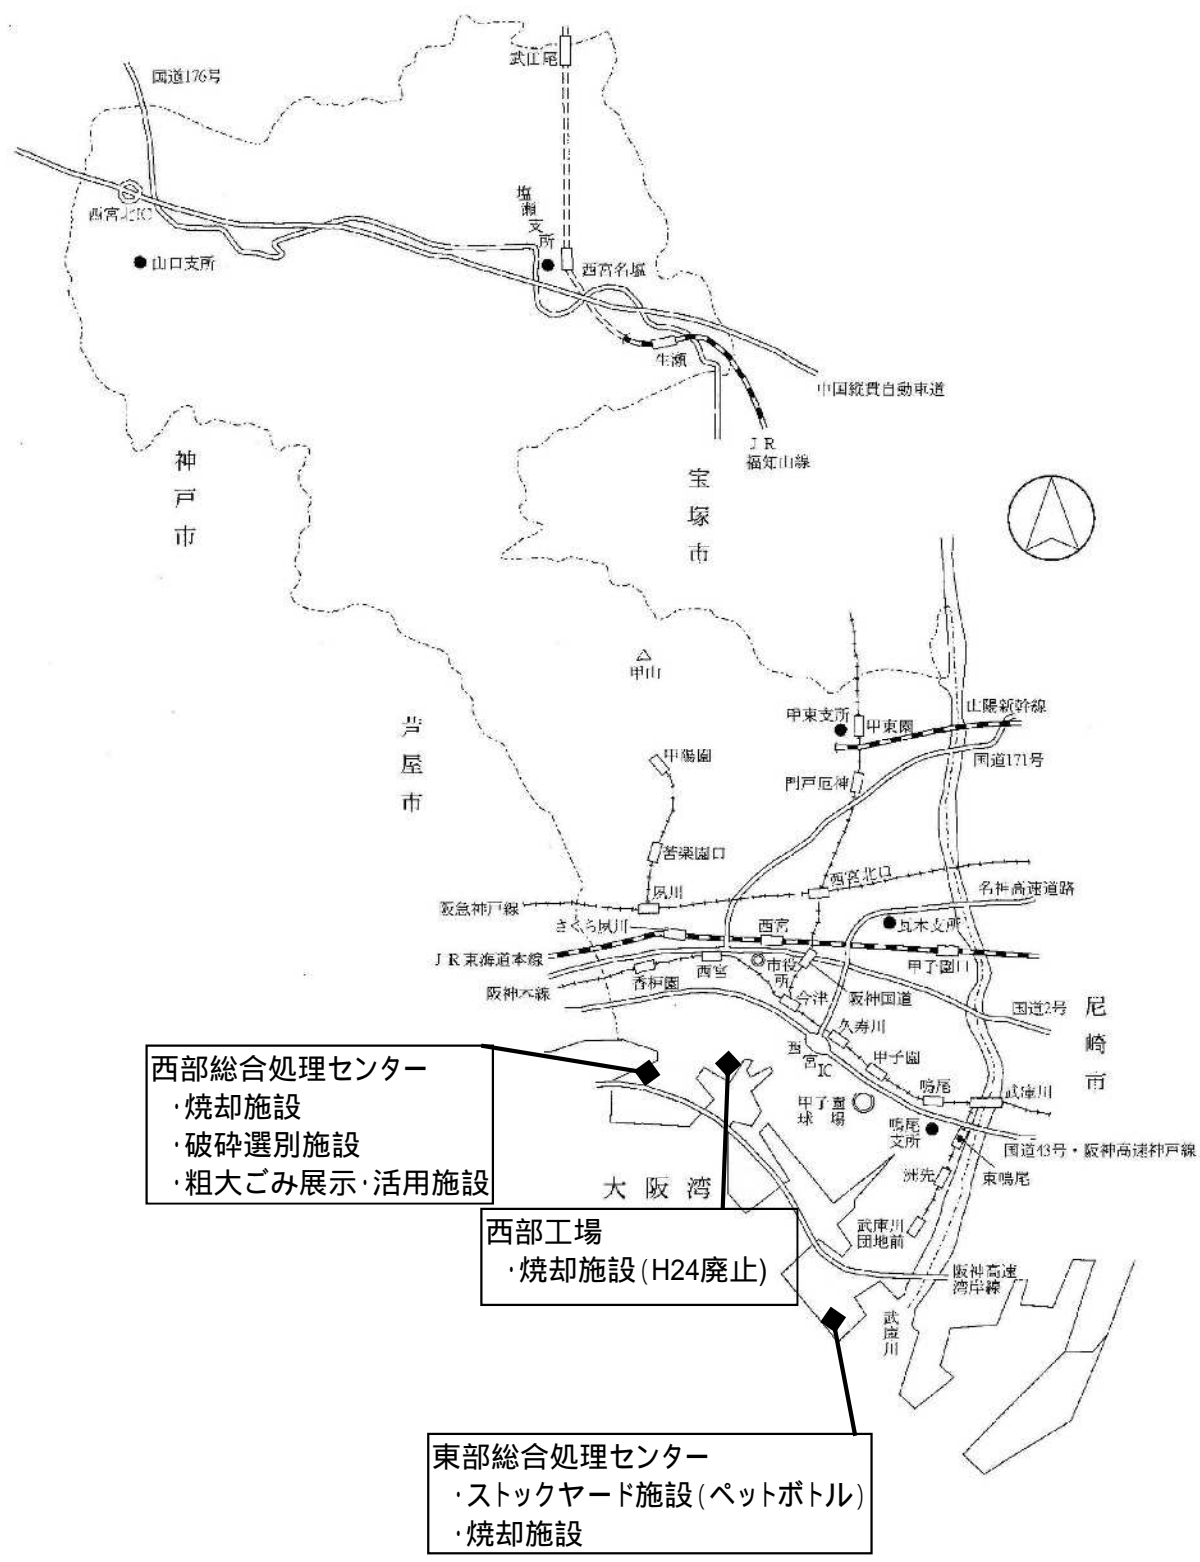 武田尾
国道176号
西宮北IC
塩瀬支所
山口支所
西宮名塩
生瀬
中国縦貫自動車道
JR
福知山線
神戸市
宝塚市
甲山
芦屋市
甲東支所
甲東園
山陽新幹線
国道171号
甲陽園
門戸厄神
苦楽園口
西宮北口
夙川
名神高速道路
阪急神戸線
さくら夙川
西宮
瓦木支所
JR東海道本線
西宮
市役所
甲子園口
阪神本線
香枦園
今津
阪神国道
国道2号
尼崎市
久寿川
西宮IC
甲子園
西部総合処理センター
・焼却施設
・破砕選別施設
・粗大ごみ展示・活用施設
鳴尾
武庫川
甲子園
球場
鳴尾
支所
国道43号・阪神高速神戸線
洲先
東鳴尾
大阪湾
武庫川
団地前
西部工場
・焼却施設(H24廃止)
阪神高速
湾岸線
武庫川
東部総合処理センター
・ストックヤード施設(ペットボトル)
・焼却施設